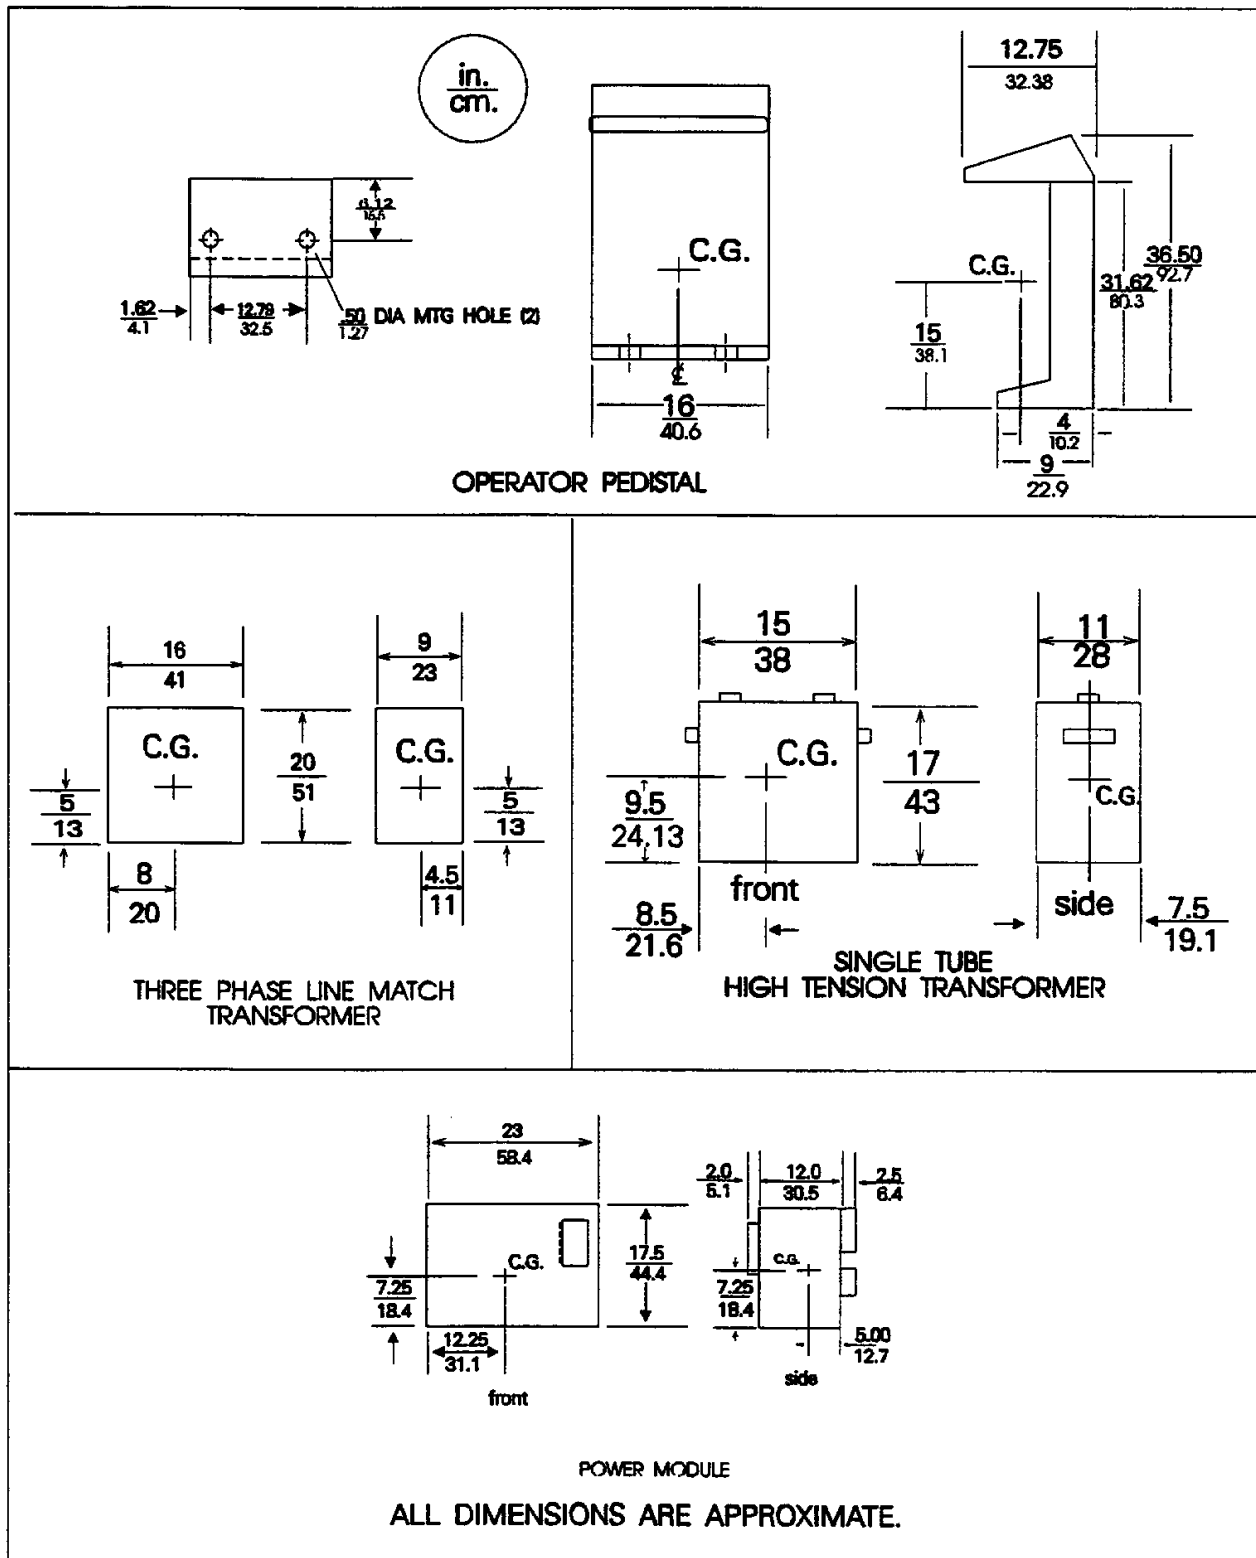 in.
cm.
12.75
32.38
6.12
15.5
C.G.
C.G.
36.50
92.7
31.62
80.3
1.62
4.1
12.79
32.5
.50 DIA MTG HOLE (2)
1.27
15
38.1
16
40.6
4
10.2
9
22.9
OPERATOR PEDISTAL
16
41
9
23
C.G.
C.G.
20
51
5
13
5
13
8
20
4.5
11
THREE PHASE LINE MATCH
TRANSFORMER
15
38
11
28
C.G.
17
43
C.G.
9.5
24.13
front
side
8.5
21.6
7.5
19.1
SINGLE TUBE
HIGH TENSION TRANSFORMER
23
58.4
2.0
5.1
12.0
30.5
2.5
6.4
C.G.
17.5
44.4
C.G.
7.25
18.4
7.25
18.4
12.25
31.1
5.00
12.7
front
side
POWER MODULE
ALL DIMENSIONS ARE APPROXIMATE.